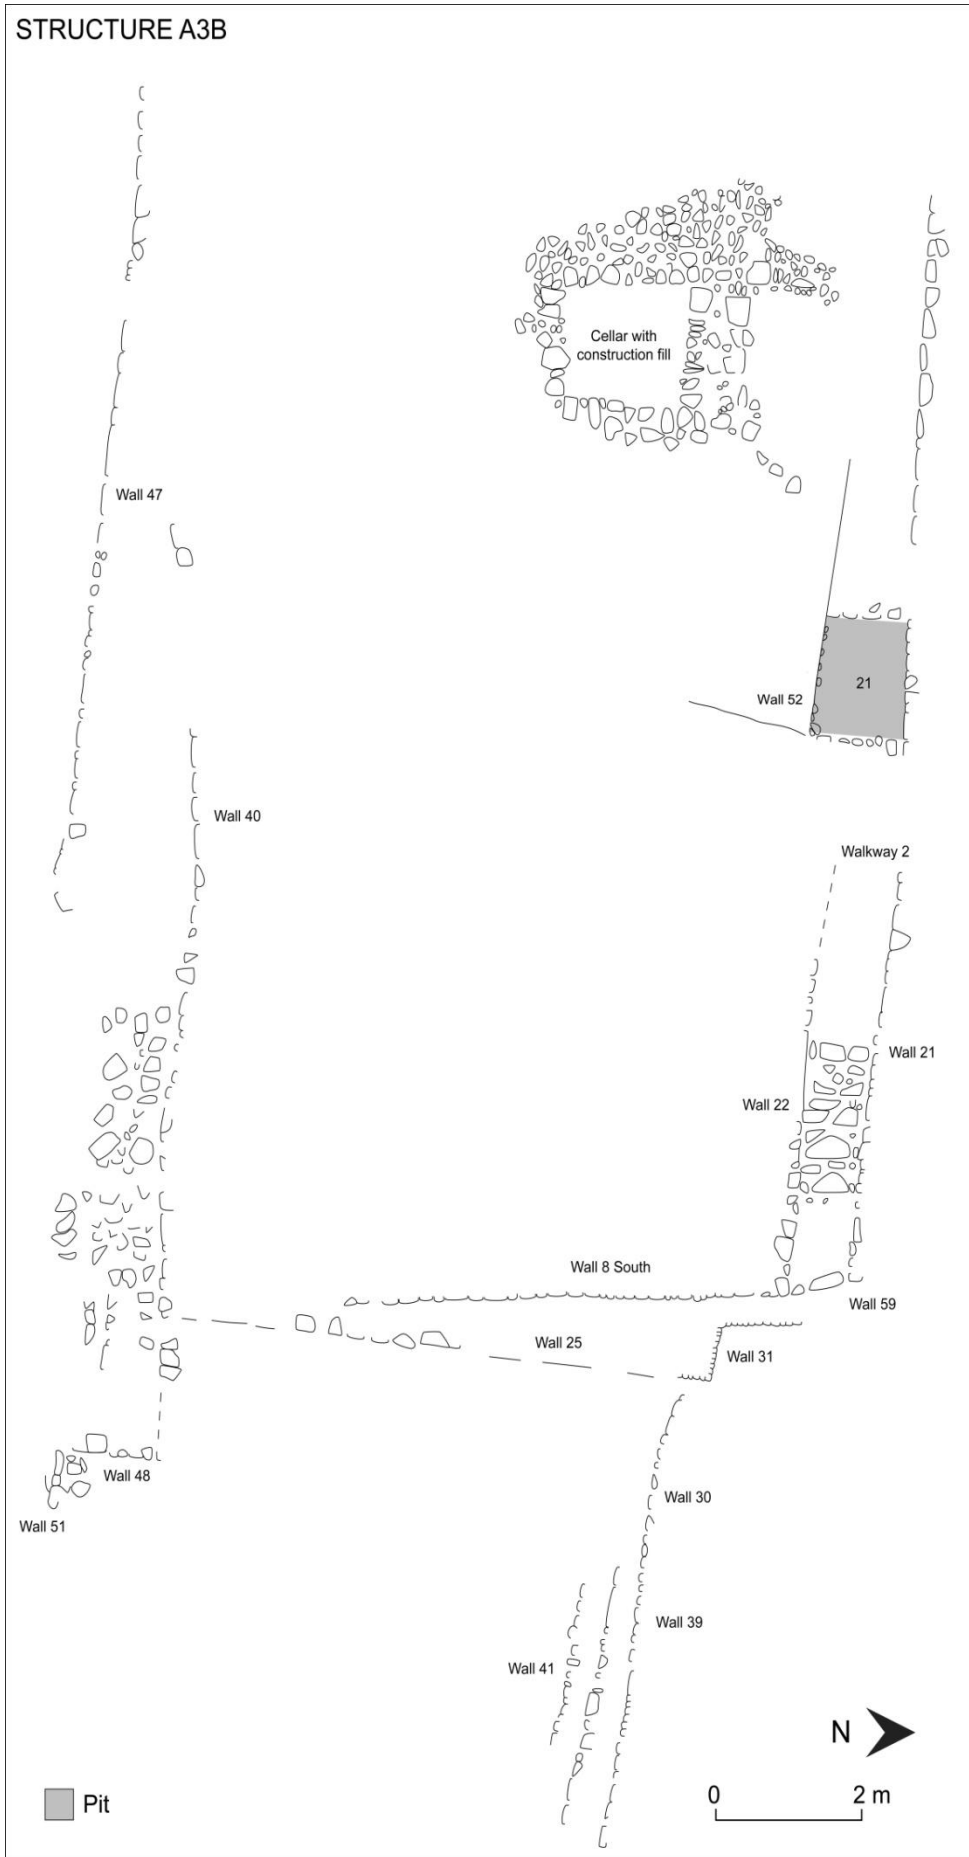 STRUCTURE A3B
Cellar with
construction fill
Wall 47
21
Wall 52
Wall 40
Walkway 2
Wall 21
Wall 22
Wall 8 South
Wall 59
Wall 25
Wall 31
Wall 48
Wall 30
Wall 51
Wall 39
Wall 41
N
0 2 m
Pit